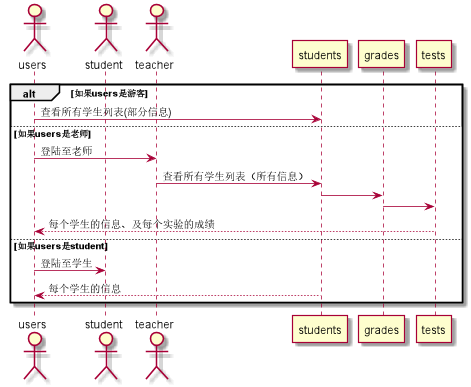 users student teacher students grades tests
alt [如果users是游客]
查看所有学生列表(部分信息)
[如果users是老师]
登陆至老师
查看所有学生列表（所有信息）
每个学生的信息、及每个实验的成绩
[如果users是student]
登陆至学生
每个学生的信息
users student teacher students grades tests